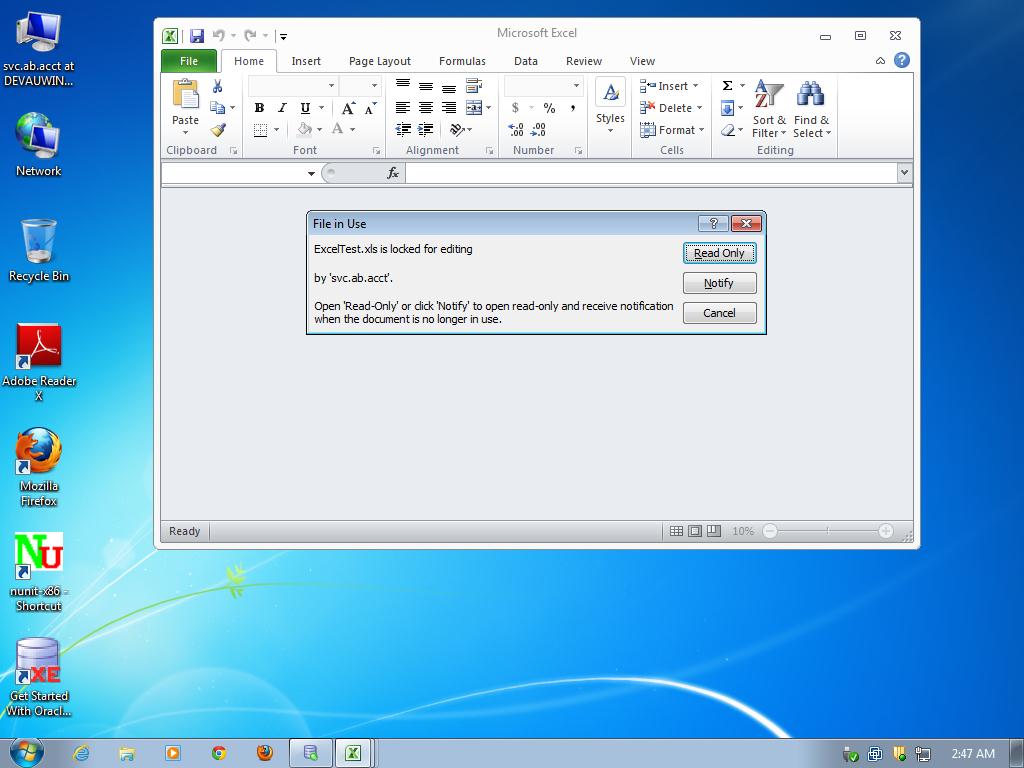 svc.ab.acct at
DEVAUWIN...
Network
Recycle Bin
Adobe Reader
X
Mozilla
Firefox
NU
nunit-x86 -
Shortcut
XE
Get Started
With Oracl...
Microsoft Excel
File Home Insert Page Layout Formulas Data Review View
Paste
Clipboard
B I U A A
A
Font
Alignment
$ % ,
.00 .00
Number
A
Styles
Insert
Delete
Format
Cells
Σ
Sort &
Filter
Find &
Select
Editing
fx
File in Use
ExcelTest.xls is locked for editing
by 'svc.ab.acct'.
Open 'Read-Only' or click 'Notify' to open read-only and receive notification
when the document is no longer in use.
Read Only
Notify
Cancel
Ready
10%
2:47 AM